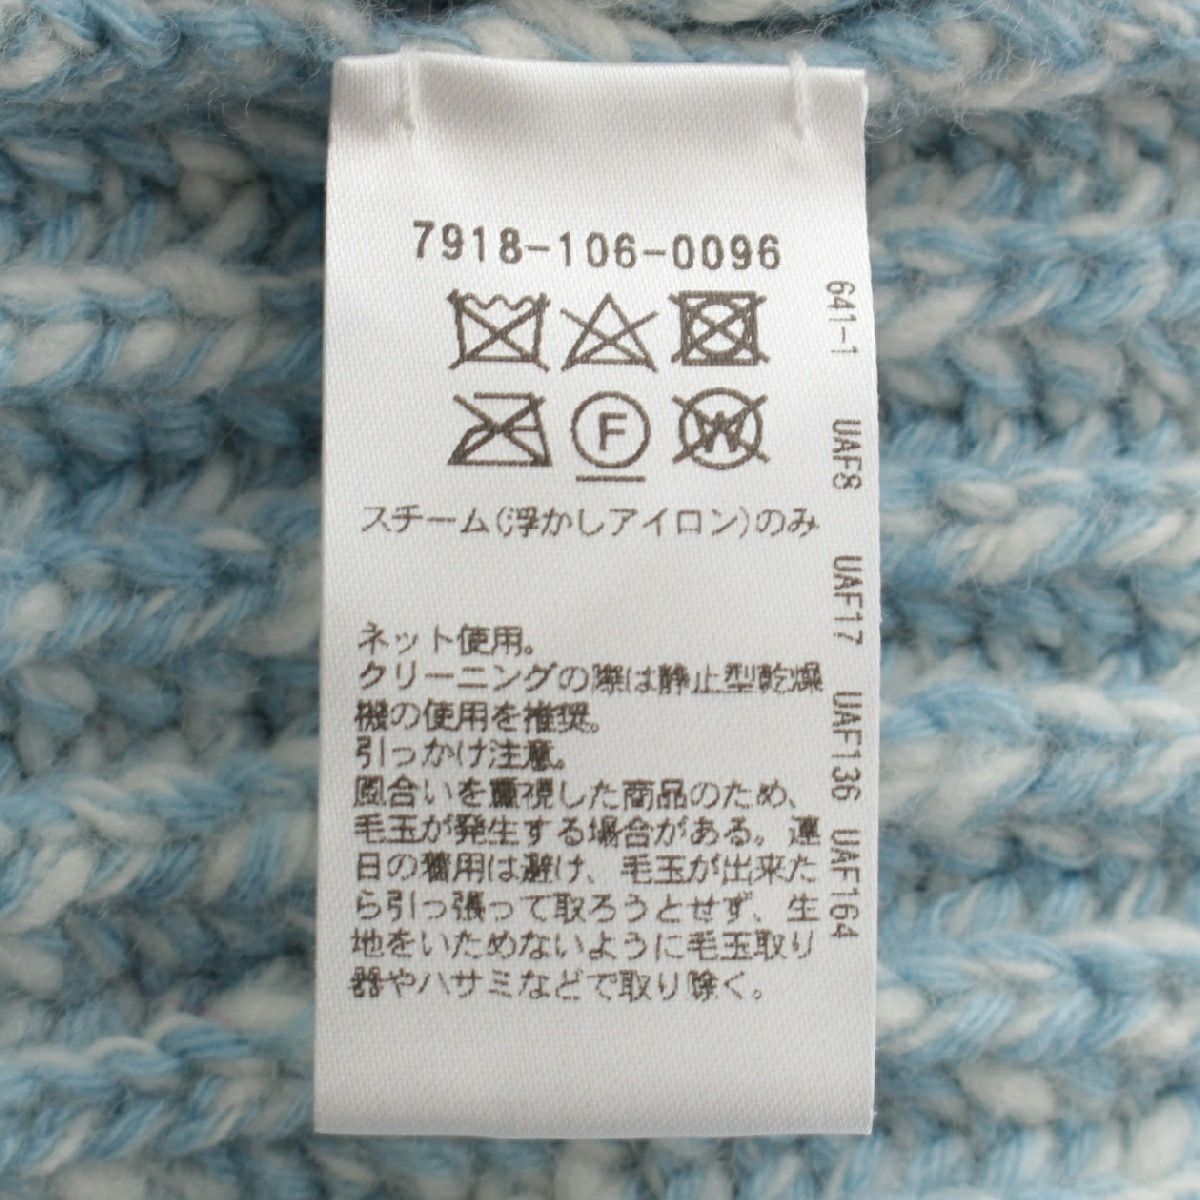 7918-106-0096
F
W
スチーム(浮かしアイロン)のみ
ネット使用。
クリーニングの際は静止型乾燥
機の使用を推奨。
引っかけ注意。
風合いを重視した商品のため、
毛玉が発生する場合がある。連
日の着用は避け、毛玉が出来た
ら引っ張って取ろうとせず、生
地をいためないように毛玉取り
器やハサミなどで取り除く。
641-1 UAF8 UAF17 UAF136 UAF164